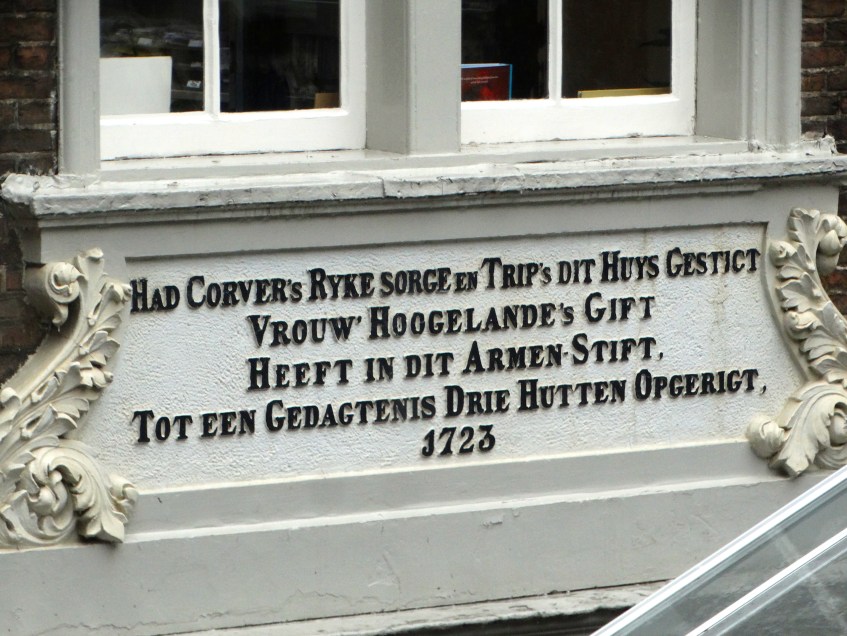 HAD CORVER'S RYKE SORGE EN TRIP'S DIT HUYS GESTICT
VROUW' HOOGELANDE'S GIFT
HEEFT IN DIT ARMEN-STIFT,
TOT EEN GEDAGTENIS DRIE HUTTEN OPGERIGT,
1723